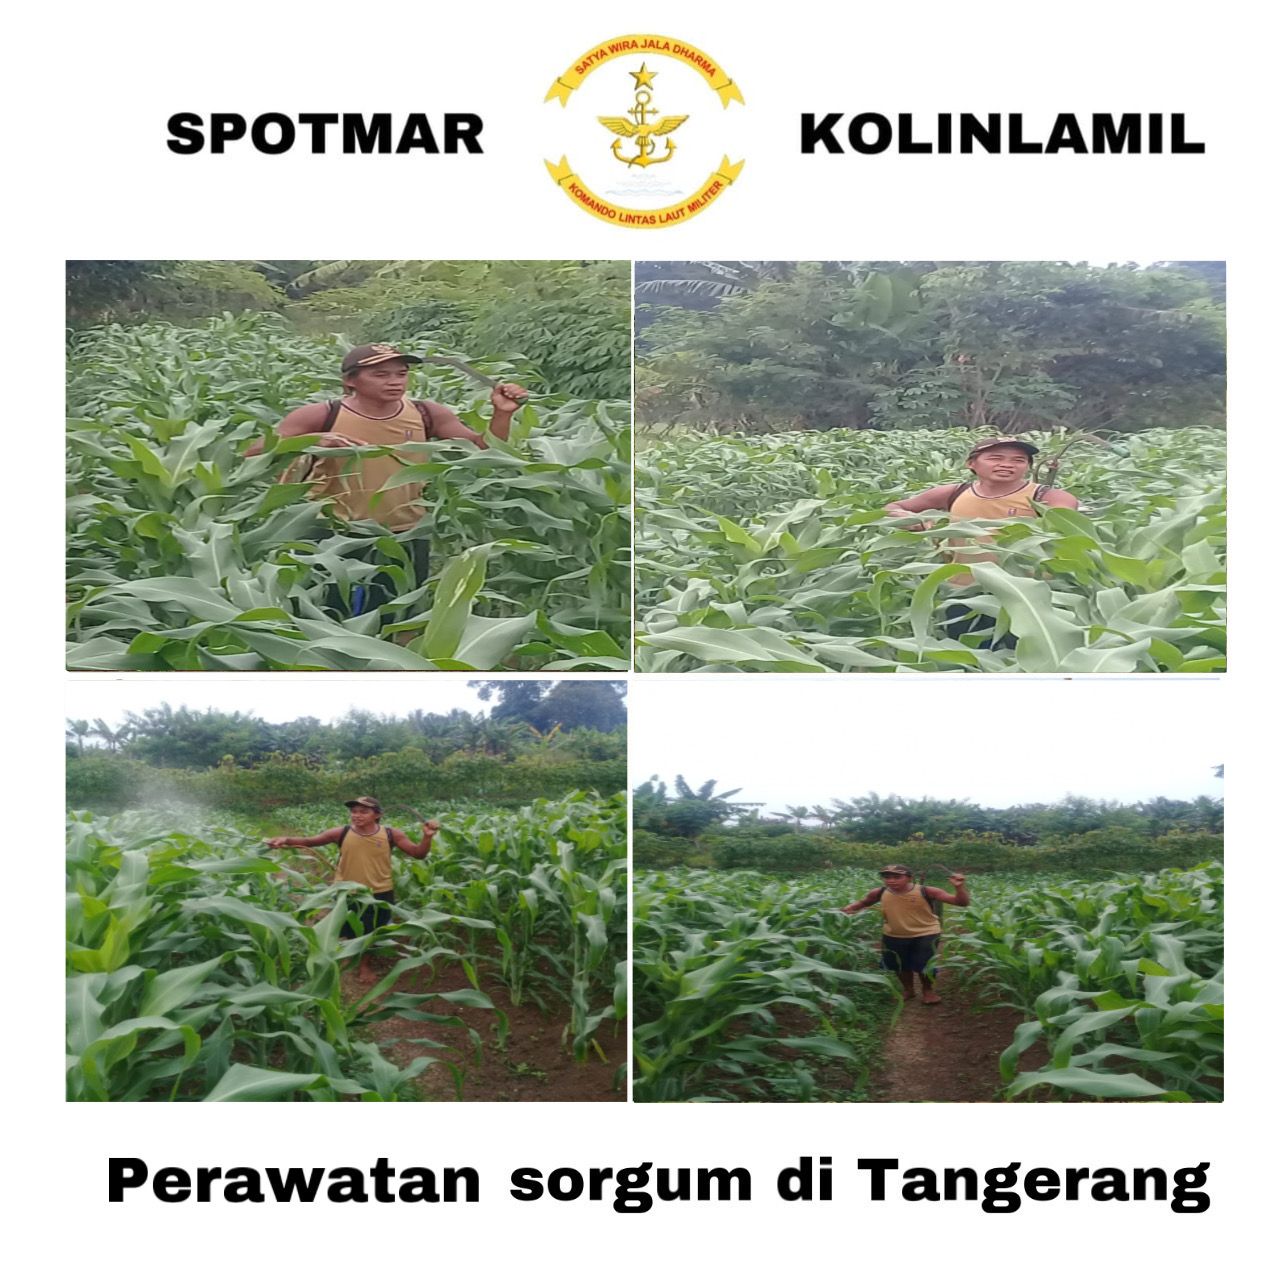 SPOTMAR
SATYA WIRA JALA DHARMA
KOMANDO LINTAS LAUT MILITER
KOLINLAMIL
Perawatan sorgum di Tangerang